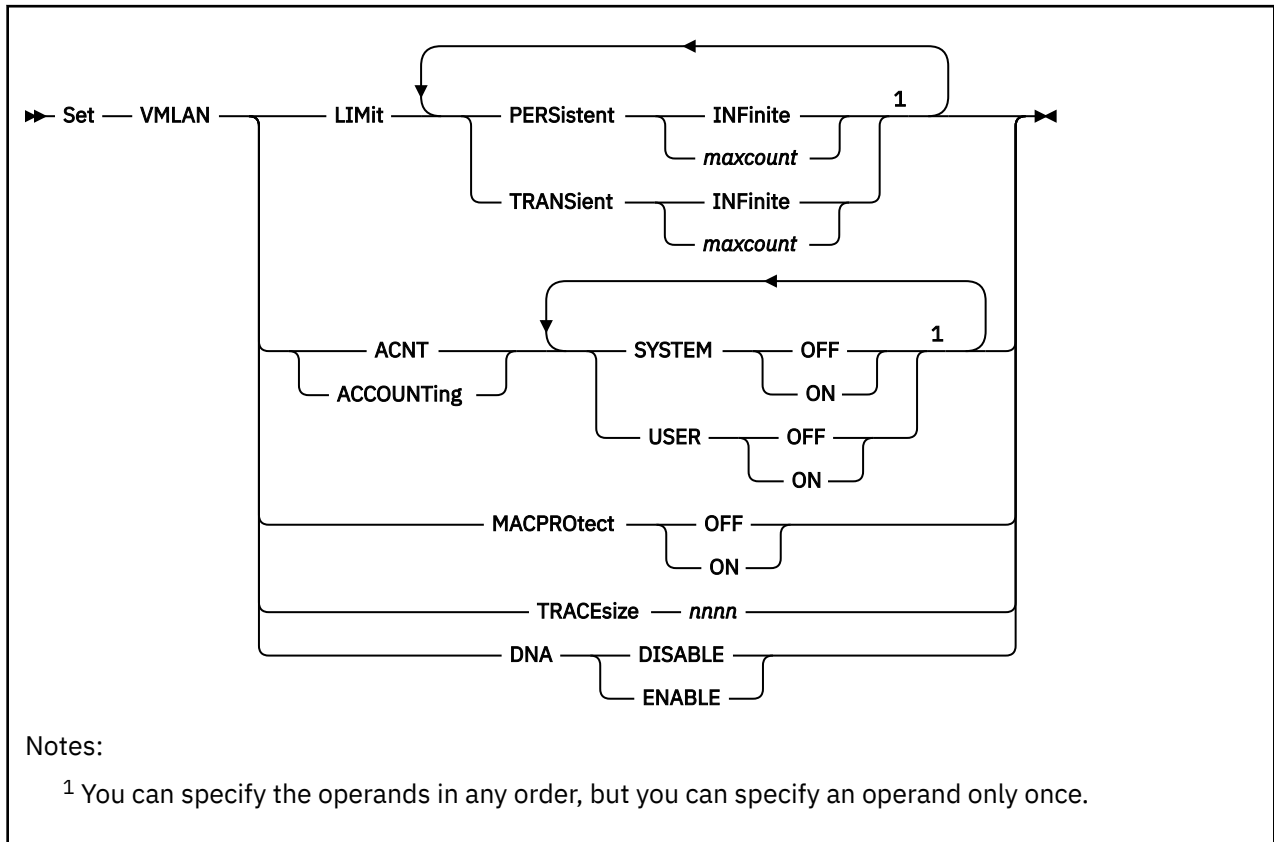 1
Set VMLAN LIMit PERSistent INFinite
maxcount
TRANSient INFinite
maxcount
1
ACNT SYSTEM OFF
ACCOUNTing ON
USER OFF
ON
MACPROtect OFF
ON
TRACEsize nnnn
DNA DISABLE
ENABLE
Notes:
1 You can specify the operands in any order, but you can specify an operand only once.